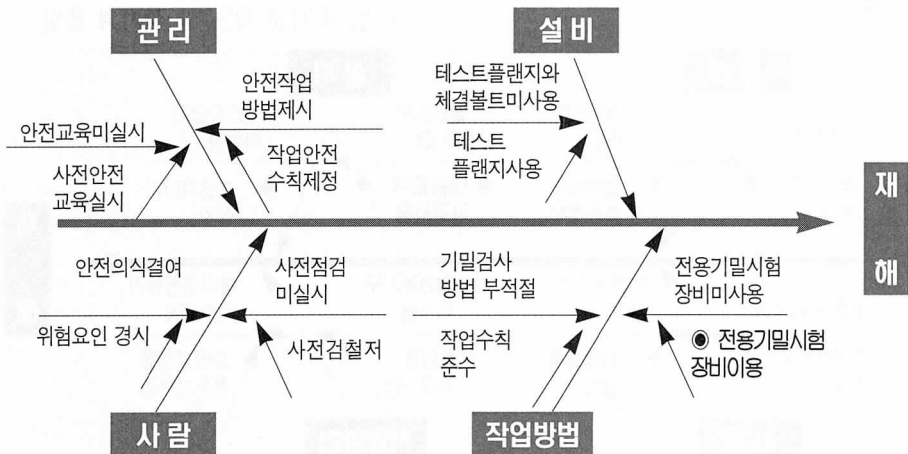 관리
설비
안전작업
방법제시
안전교육미실시
사전안전
교육실시
작업안전
수칙제정
테스트플랜지와
체결볼트미사용
테스트
플랜지사용
재
해
안전의식결여
위험요인 경시
사전점검
미실시
사전검철저
기밀검사
방법 부적절
작업수칙
준수
전용기밀시험
장비미사용
◉ 전용기밀시험
장비이용
사람
작업방법